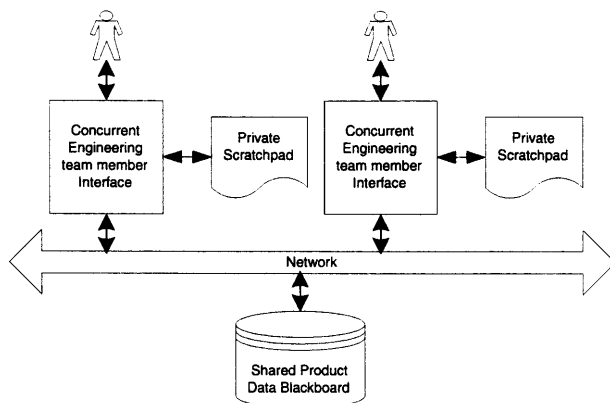 Concurrent
Engineering
team member
Interface
Private
Scratchpad
Concurrent
Engineering
team member
Interface
Private
Scratchpad
Network
Shared Product
Data Blackboard